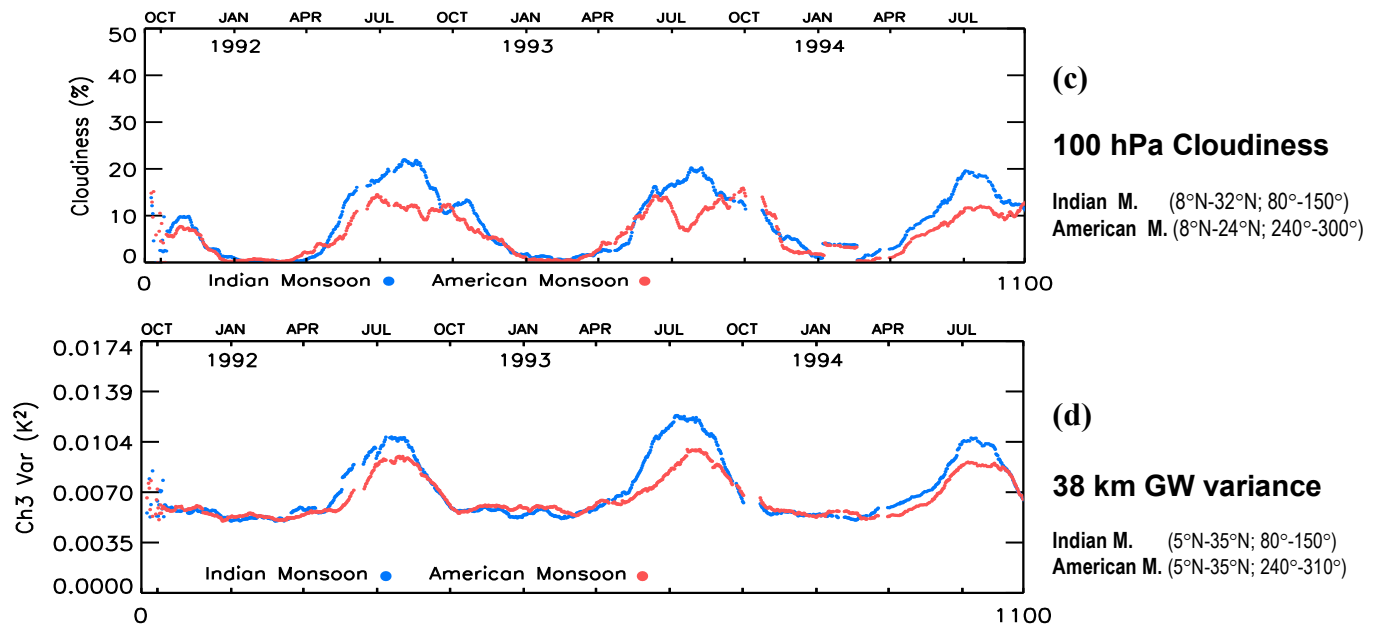 OCT JAN APR JUL OCT JAN APR JUL OCT JAN APR JUL
1992 1993 1994
50
40
30
20
10
0
Cloudiness (%)
0 1100
Indian Monsoon American Monsoon
(c)
100 hPa Cloudiness
Indian M. (8°N-32°N; 80°-150°)
American M. (8°N-24°N; 240°-300°)
OCT JAN APR JUL OCT JAN APR JUL OCT JAN APR JUL
1992 1993 1994
0.0174
0.0139
0.0104
0.0070
0.0035
0.0000
Ch3 Var (K²)
Indian Monsoon American Monsoon
0 1100
(d)
38 km GW variance
Indian M. (5°N-35°N; 80°-150°)
American M. (5°N-35°N; 240°-310°)